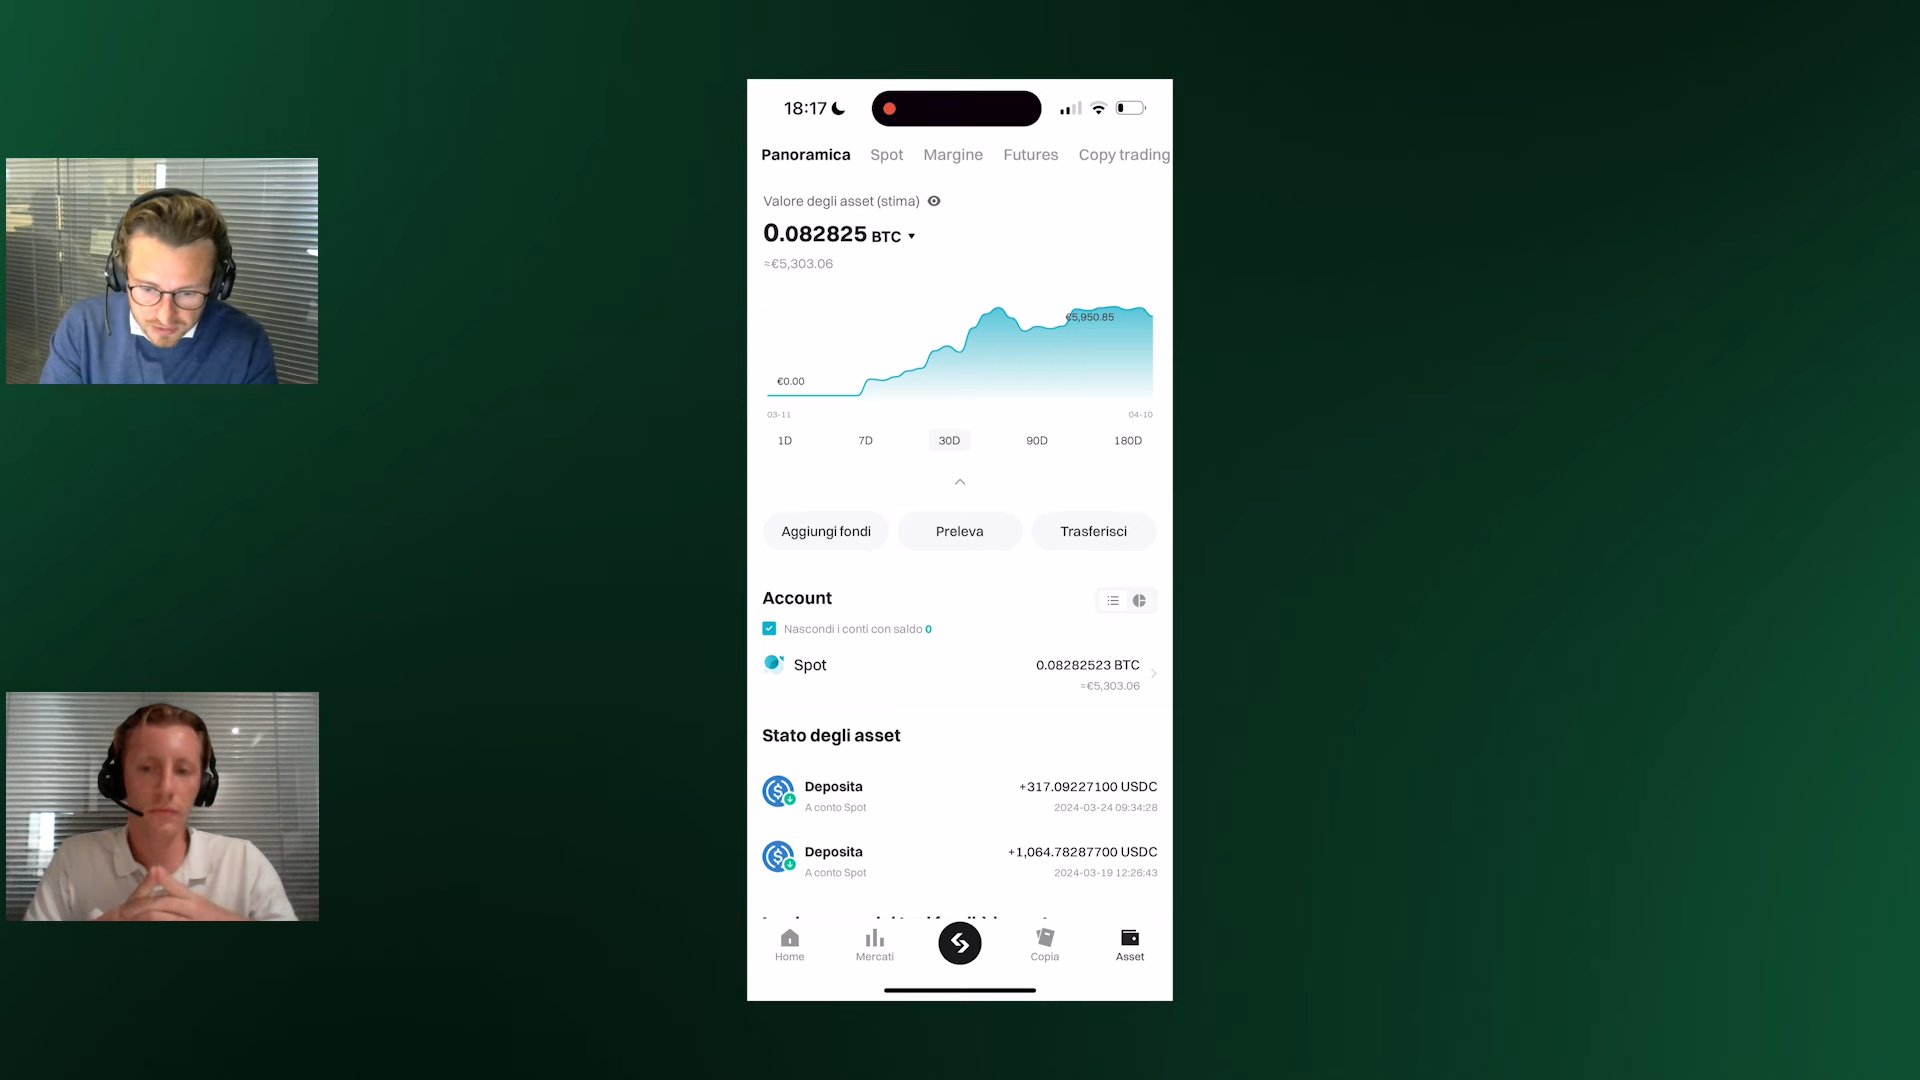 18:17
Panoramica Spot Margine Futures Copy trading
Valore degli asset (stima)
0.082825 BTC
≈€5,303.06
€5,950.85
€0.00
03-11 04-10
1D 7D 30D 90D 180D
Aggiungi fondi Preleva Trasferisci
Account
Nascondi i conti con saldo 0
Spot 0.08282523 BTC
≈€5,303.06
Stato degli asset
Deposita +317.09227100 USDC
A conto Spot 2024-03-24 09:34:28
Deposita +1,064.78287700 USDC
A conto Spot 2024-03-19 12:26:43
Home Mercati Copia Asset